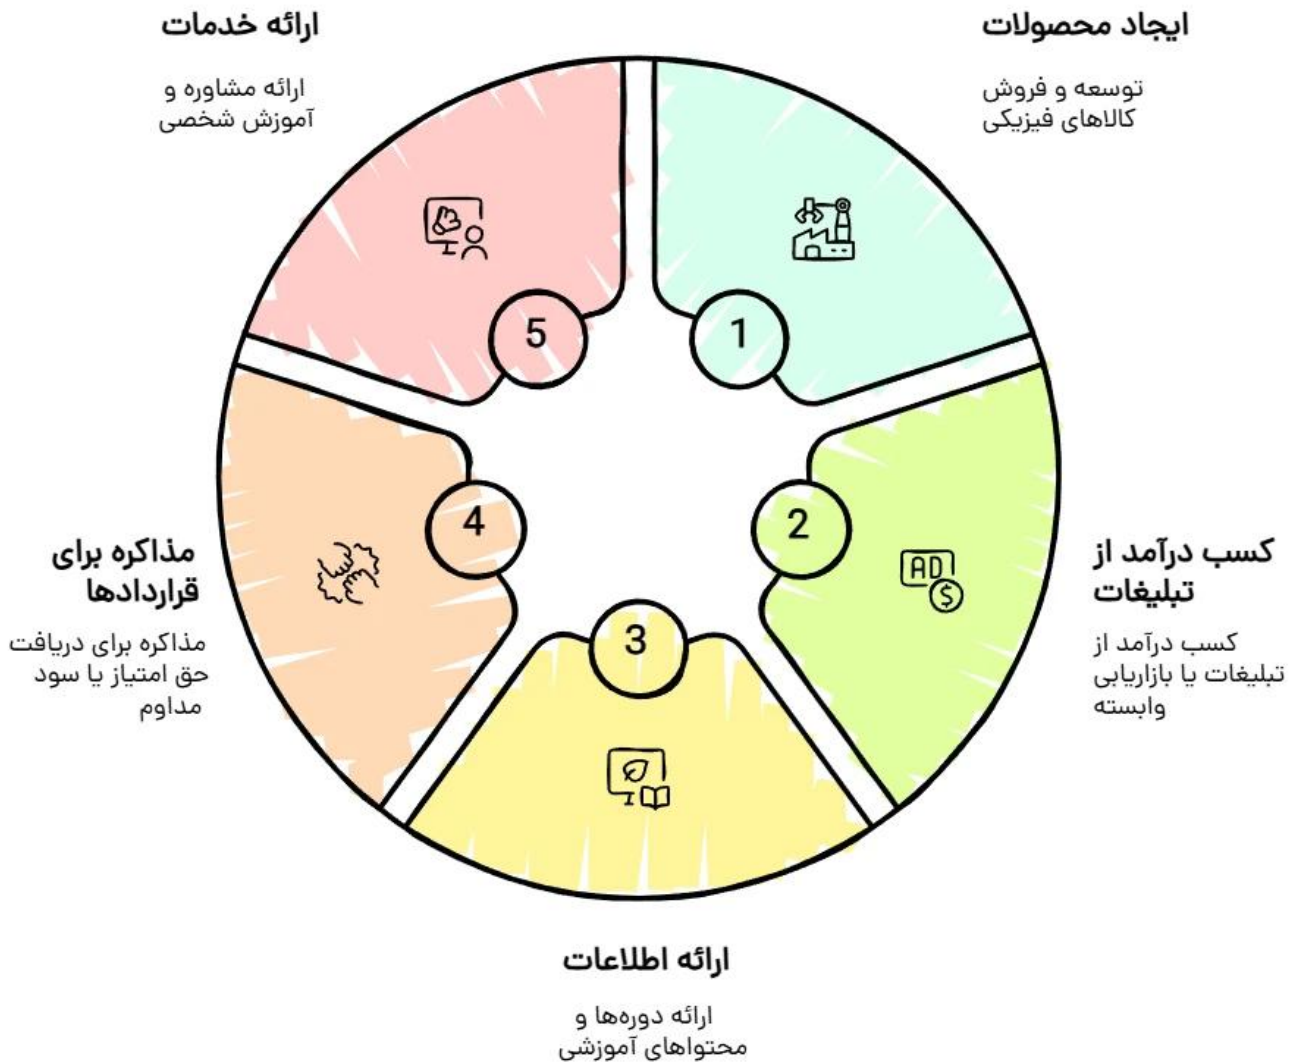 ایجاد محصولات
توسعه و فروش
کالاهای فیزیکی
1
کسب درآمد از
تبلیغات
کسب درآمد از
تبلیغات یا بازاریابی
وابسته
2
AD
$
ارائه اطلاعات
ارائه دوره‌ها و
محتواهای آموزشی
3
مذاکره برای
قراردادها
مذاکره برای دریافت
حق امتیاز یا سود
مداوم
4
ارائه خدمات
ارائه مشاوره و
آموزش شخصی
5